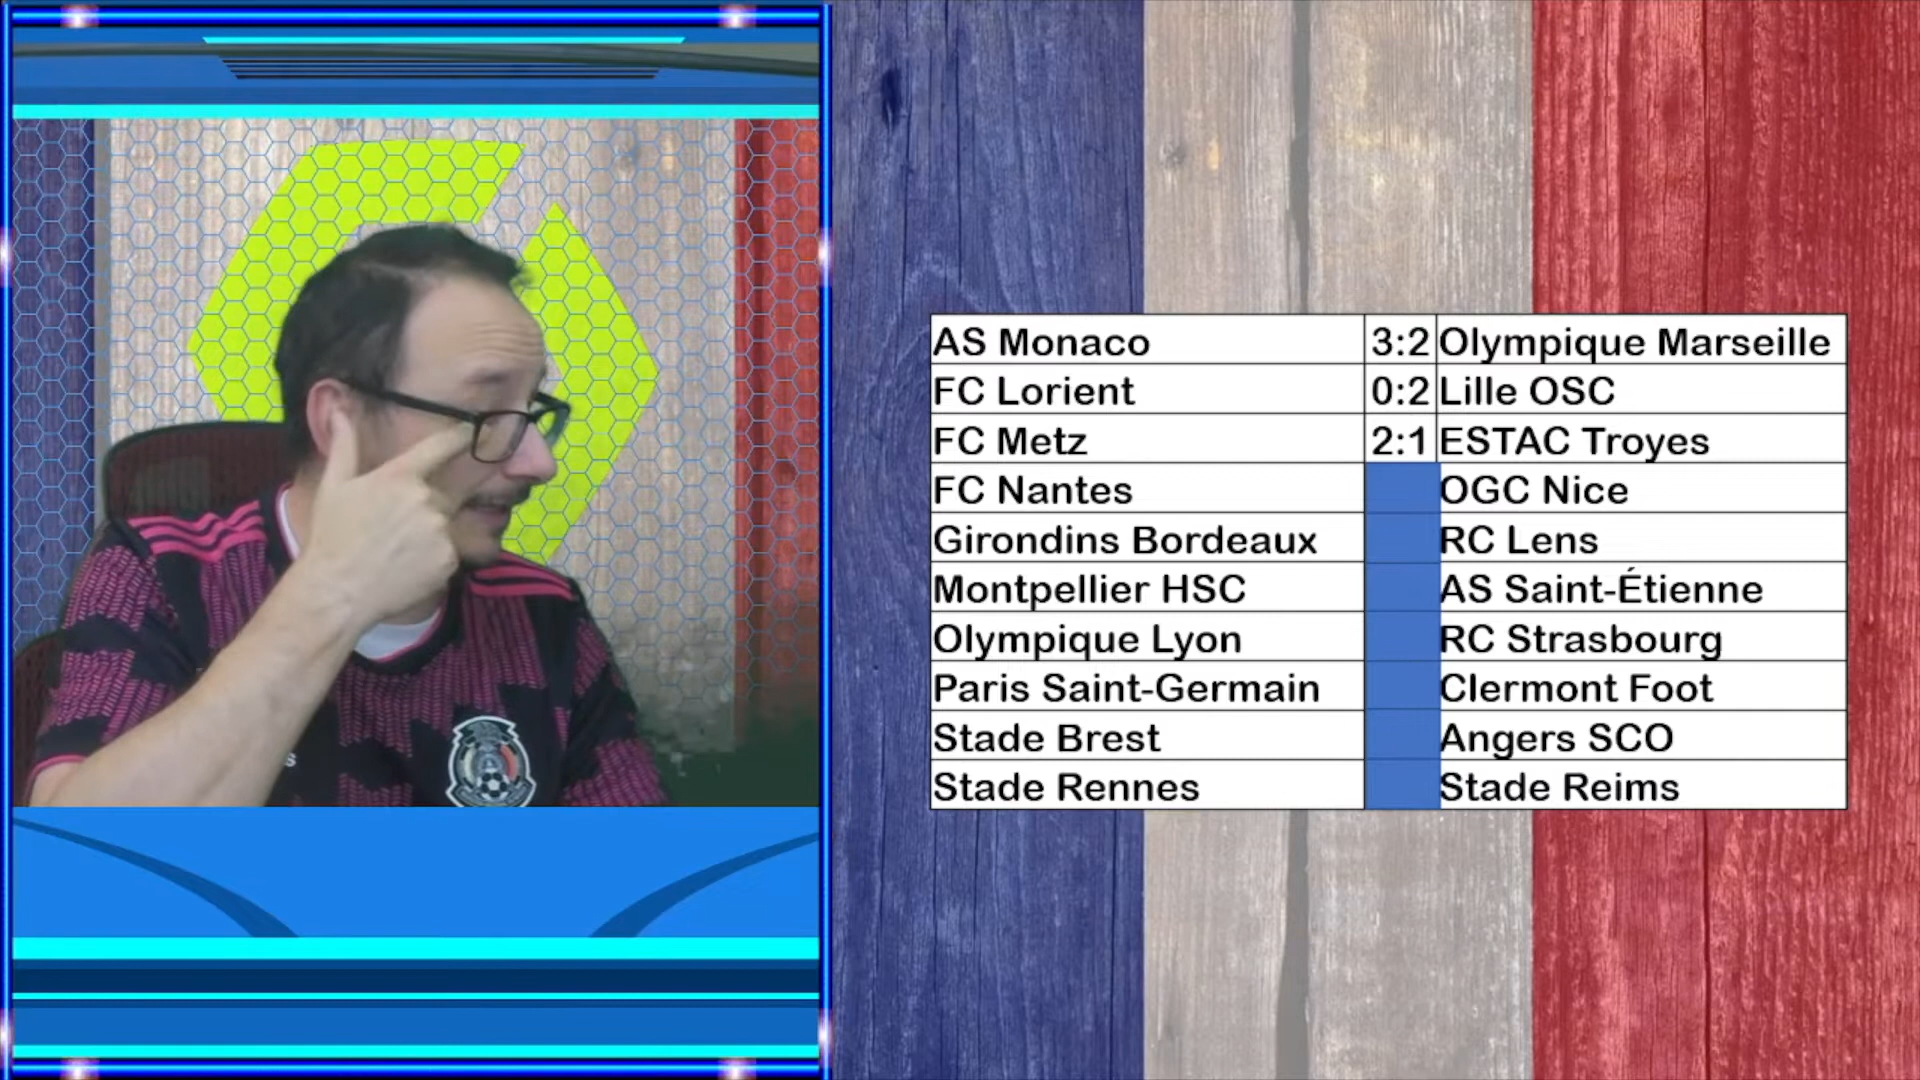 AS Monaco 3:2 Olympique Marseille
FC Lorient 0:2 Lille OSC
FC Metz 2:1 ESTAC Troyes
FC Nantes OGC Nice
Girondins Bordeaux RC Lens
Montpellier HSC AS Saint-Étienne
Olympique Lyon RC Strasbourg
Paris Saint-Germain Clermont Foot
Stade Brest Angers SCO
Stade Rennes Stade Reims